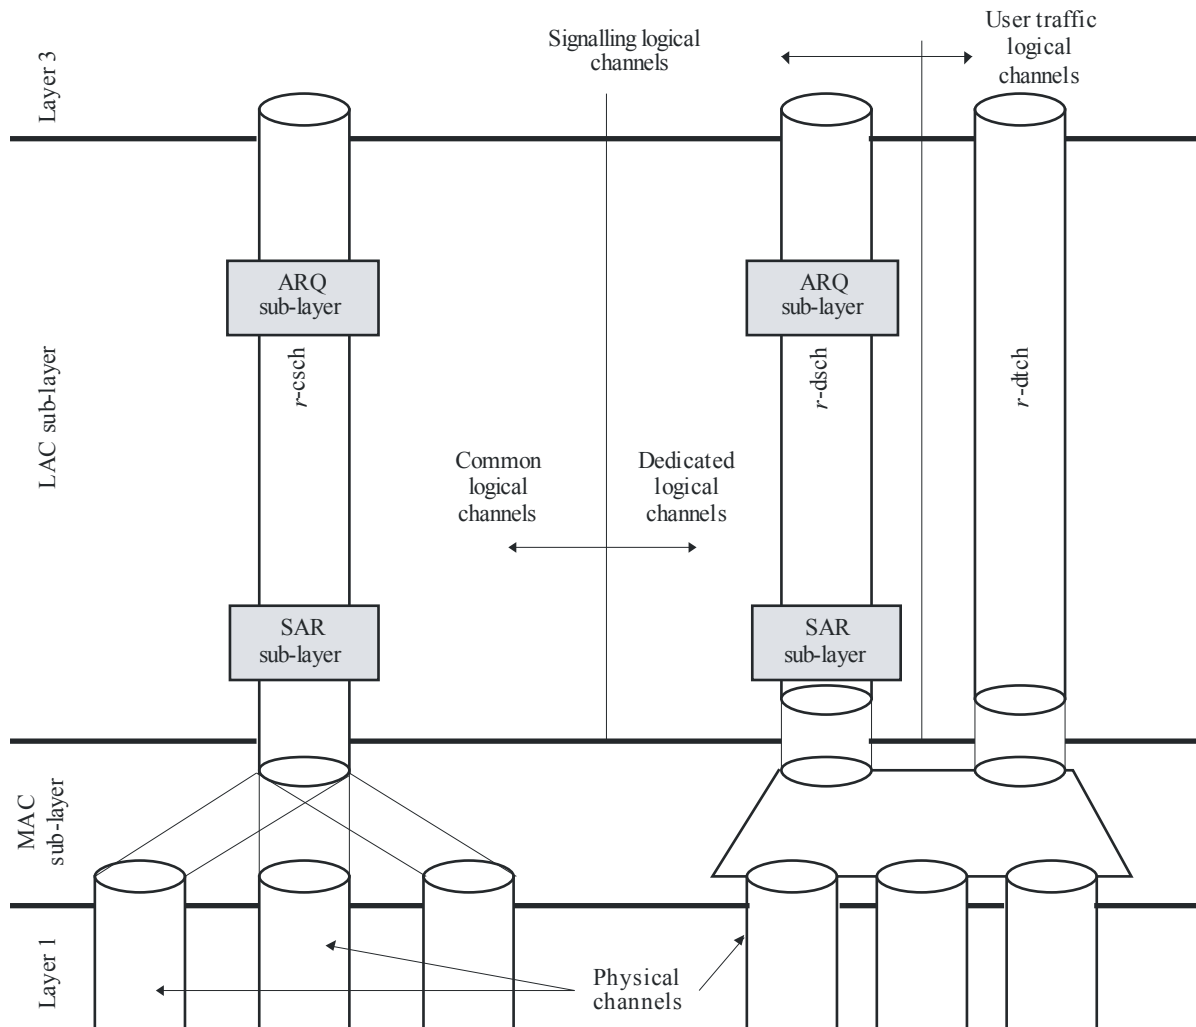 Layer 3
Signalling logical
channels
User traffic
logical
channels
LAC sub-layer
ARQ
sub-layer
r-csch
ARQ
sub-layer
r-dsch
r-dtch
Common
logical
channels
Dedicated
logical
channels
SAR
sub-layer
SAR
sub-layer
MAC
sub-layer
Layer 1
Physical
channels